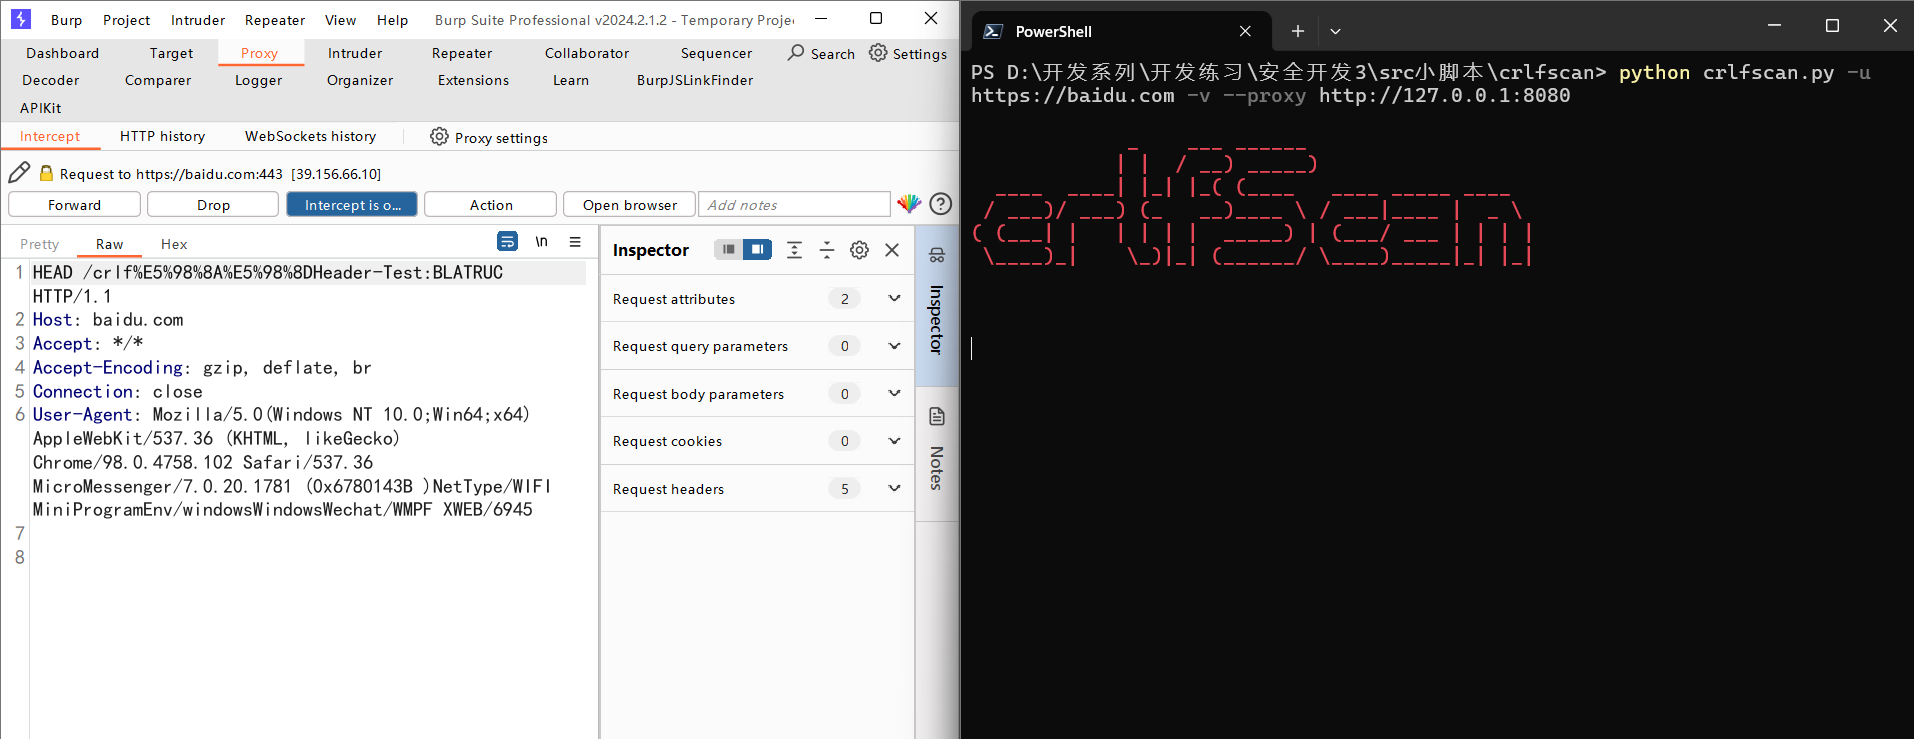 Burp Project Intruder Repeater View Help Burp Suite Professional v2024.2.1.2 - Temporary Proje
Dashboard Target Proxy Intruder Repeater Collaborator Sequencer Search Settings
Decoder Comparer Logger Organizer Extensions Learn BurpJSLinkFinder
APIKit
Intercept HTTP history WebSockets history Proxy settings
Request to https://baidu.com:443 [39.156.66.10]
Forward Drop Intercept is o... Action Open browser Add notes
Pretty Raw Hex \n
1 HEAD /crlf%E5%98%8A%E5%98%8DHeader-Test:BLATRUC
HTTP/1.1
2 Host: baidu.com
3 Accept: */*
4 Accept-Encoding: gzip, deflate, br
5 Connection: close
6 User-Agent: Mozilla/5.0(Windows NT 10.0;Win64;x64)
AppleWebKit/537.36 (KHTML, likeGecko)
Chrome/98.0.4758.102 Safari/537.36
MicroMessenger/7.0.20.1781 (0x6780143B )NetType/WIFI
MiniProgramEnv/windowsWindowsWechat/WMPF XWEB/6945
7
8
Inspector
Request attributes 2
Request query parameters 0
Request body parameters 0
Request cookies 0
Request headers 5
Inspector
Notes
PowerShell
PS D:\开发系列\开发练习\安全开发3\src小脚本\crlfscan> python crlfscan.py -u
https://baidu.com -v --proxy http://127.0.0.1:8080
crlfScan